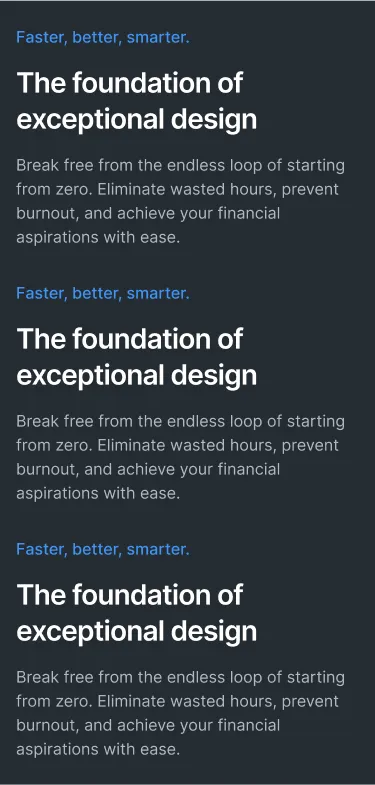 Faster, better, smarter.
The foundation of
exceptional design
Break free from the endless loop of starting
from zero. Eliminate wasted hours, prevent
burnout, and achieve your financial
aspirations with ease.
Faster, better, smarter.
The foundation of
exceptional design
Break free from the endless loop of starting
from zero. Eliminate wasted hours, prevent
burnout, and achieve your financial
aspirations with ease.
Faster, better, smarter.
The foundation of
exceptional design
Break free from the endless loop of starting
from zero. Eliminate wasted hours, prevent
burnout, and achieve your financial
aspirations with ease.